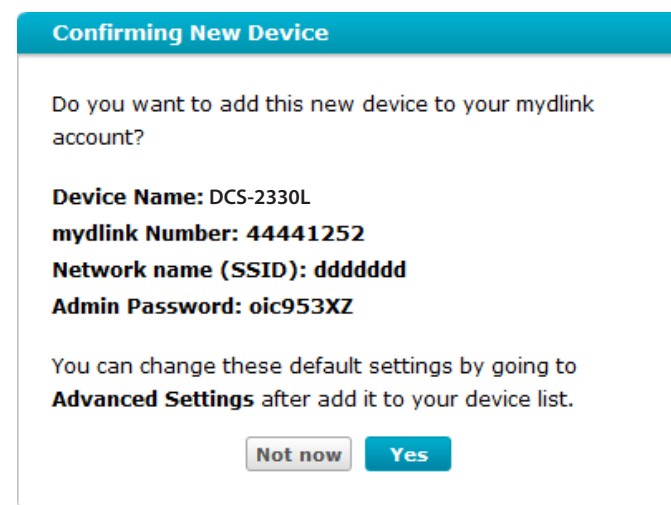 Confirming New Device
Do you want to add this new device to your mydlink
account?
Device Name: DCS-2330L
mydlink Number: 44441252
Network name (SSID): ddddddd
Admin Password: oic953XZ
You can change these default settings by going to
Advanced Settings after add it to your device list.
Not now Yes